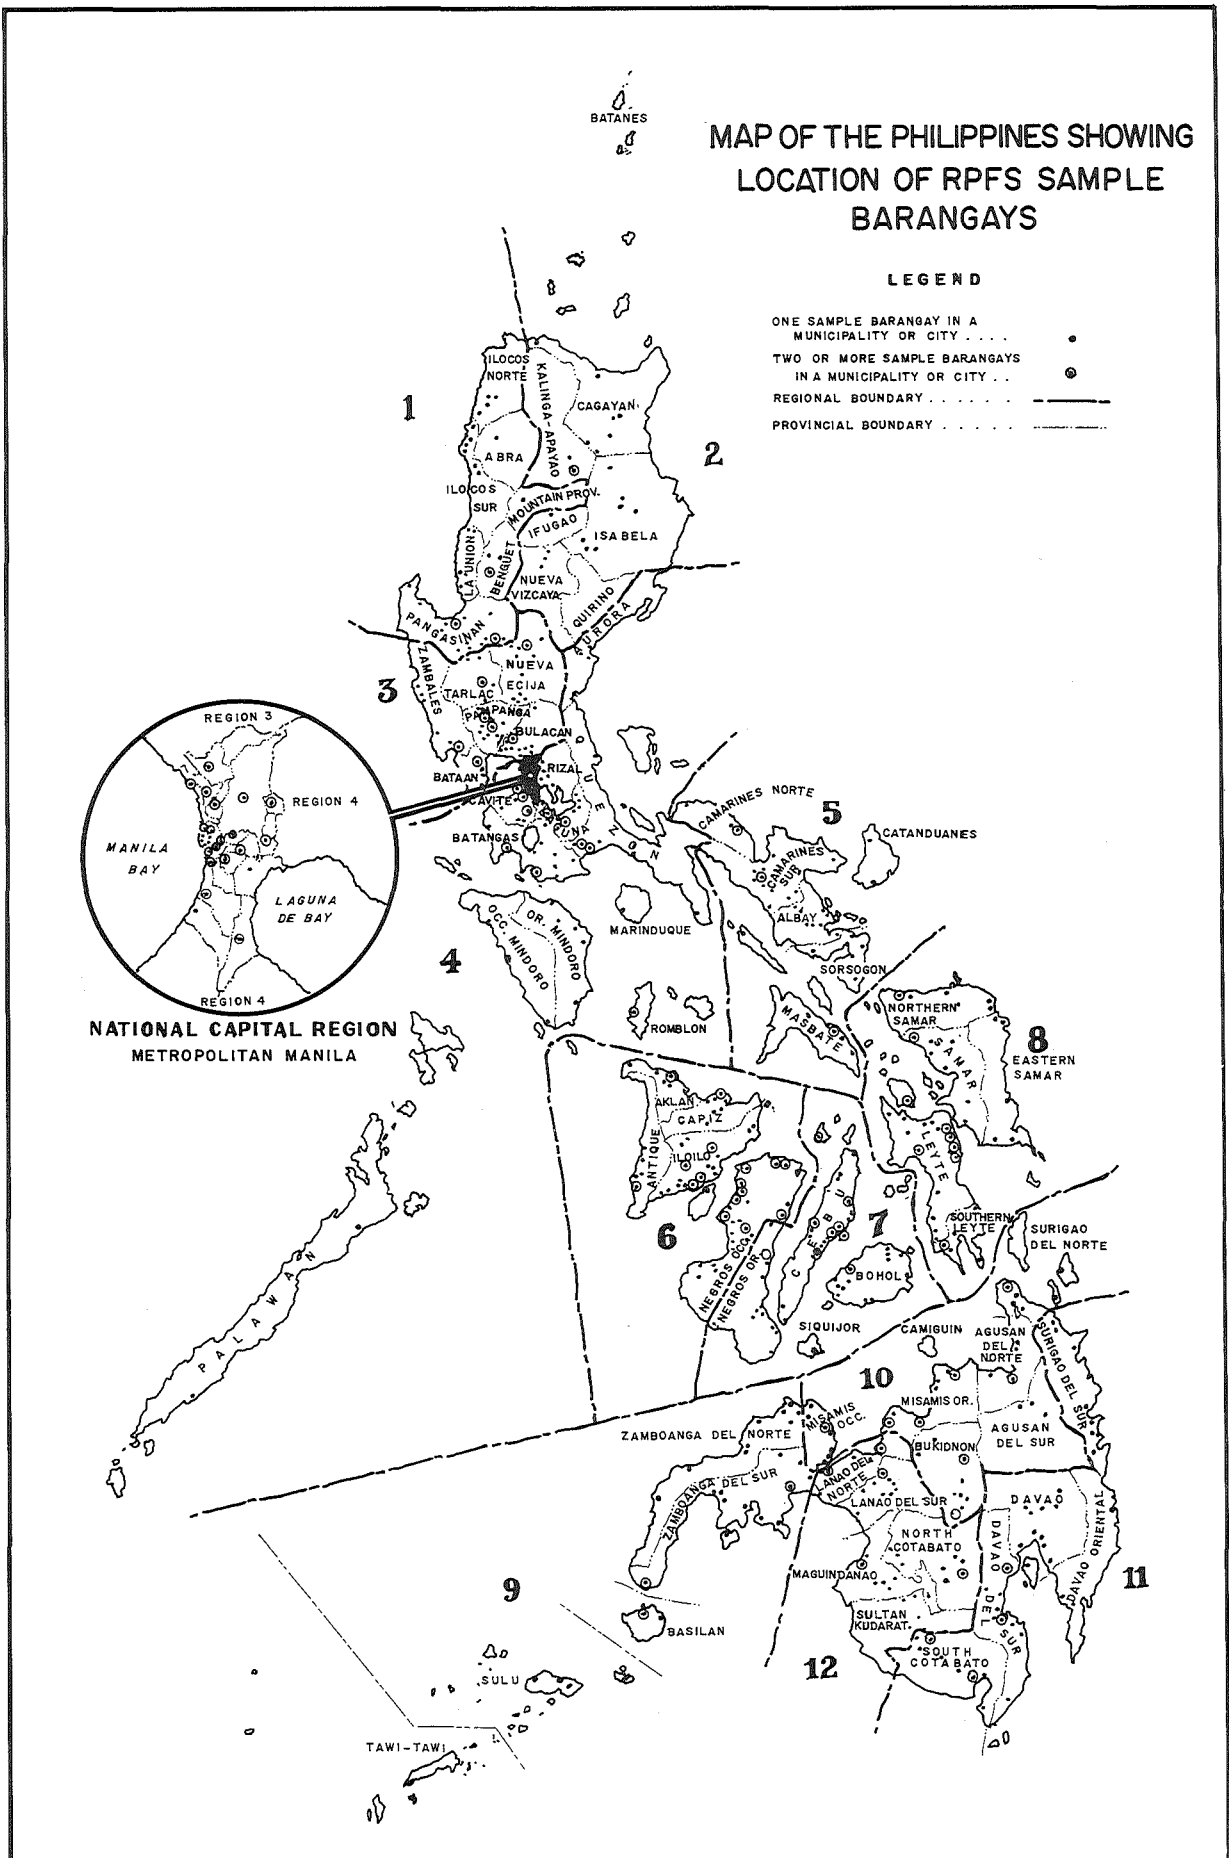 BATANES
MAP OF THE PHILIPPINES SHOWING
LOCATION OF RPFS SAMPLE
BARANGAYS
LEGEND
ONE SAMPLE BARANGAY IN A
MUNICIPALITY OR CITY . . . .
TWO OR MORE SAMPLE BARANGAYS
IN A MUNICIPALITY OR CITY . .
REGIONAL BOUNDARY . . . . . .
PROVINCIAL BOUNDARY . . . . .
ILOCOS
NORTE
KALINGA-APAYAO
CAGAYAN
1
ABRA
2
ILOCOS
SUR
MOUNTAIN PROV.
IFUGAO
ISABELA
LA UNION
BENGUET
NUEVA
VIZCAYA
QUIRINO
AURORA
PANGASINAN
ZAMBALES
3
NUEVA
ECIJA
TARLAC
PAMPANGA
BULACAN
BATAAN
RIZAL
CAVITE
LAGUNA
QUEZON
BATANGAS
REGION 3
REGION 4
MANILA
BAY
LAGUNA
DE BAY
REGION 4
NATIONAL CAPITAL REGION
METROPOLITAN MANILA
CAMARINES NORTE
5
CATANDUANES
CAMARINES
SUR
ALBAY
SORSOGON
MARINDUQUE
4
OCC. MINDORO
OR. MINDORO
ROMBLON
MASBATE
NORTHERN
SAMAR
SAMAR
8
EASTERN
SAMAR
AKLAN
CAPIZ
ANTIQUE
ILOILO
LEYTE
6
CEBU
7
SOUTHERN
LEYTE
SURIGAO
DEL NORTE
NEGROS OCC.
NEGROS OR.
BOHOL
PALAWAN
SIQUIJOR
CAMIGUIN
AGUSAN
DEL
NORTE
SURIGAO DEL SUR
10
MISAMIS
OCC.
MISAMIS OR.
ZAMBOANGA DEL NORTE
AGUSAN
DEL SUR
BUKIDNON
ZAMBOANGA DEL SUR
LANAO DEL
NORTE
LANAO DEL SUR
DAVAO
DAVAO ORIENTAL
NORTH
COTABATO
DAVAO DEL SUR
MAGUINDANAO
11
9
SULTAN
KUDARAT
BASILAN
SOUTH
COTABATO
12
SULU
TAWI-TAWI